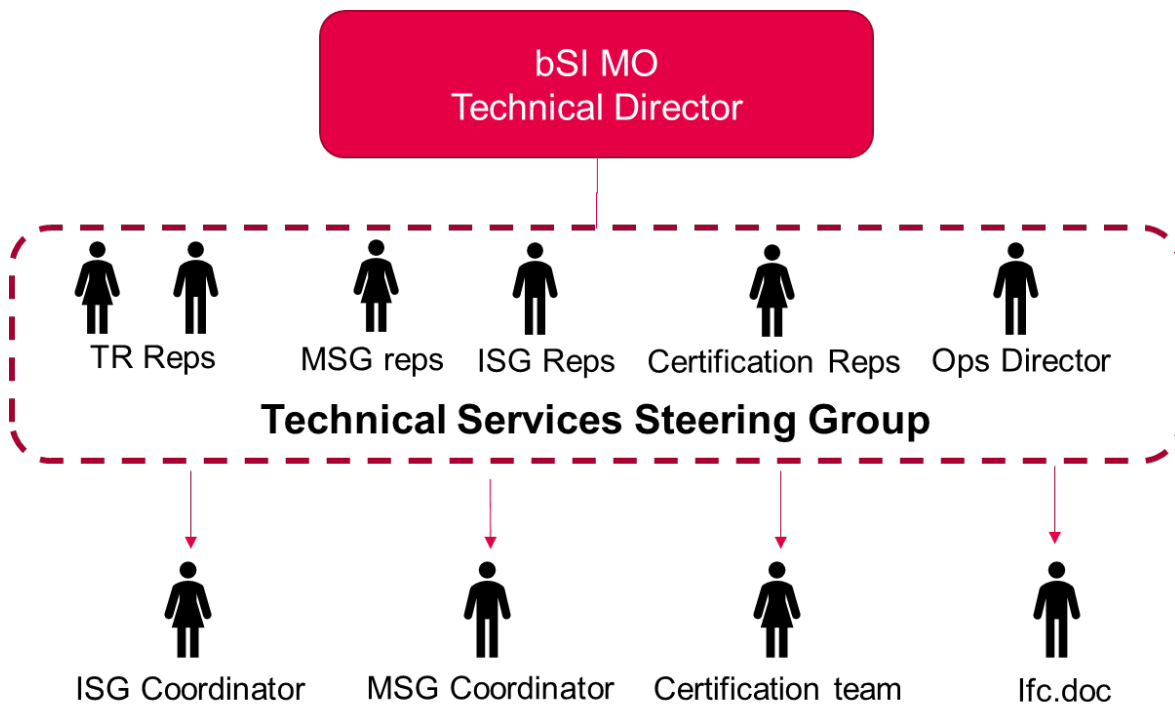 bSI MO
Technical Director
TR Reps
MSG reps
ISG Reps
Certification Reps
Ops Director
Technical Services Steering Group
ISG Coordinator
MSG Coordinator
Certification team
Ifc.doc